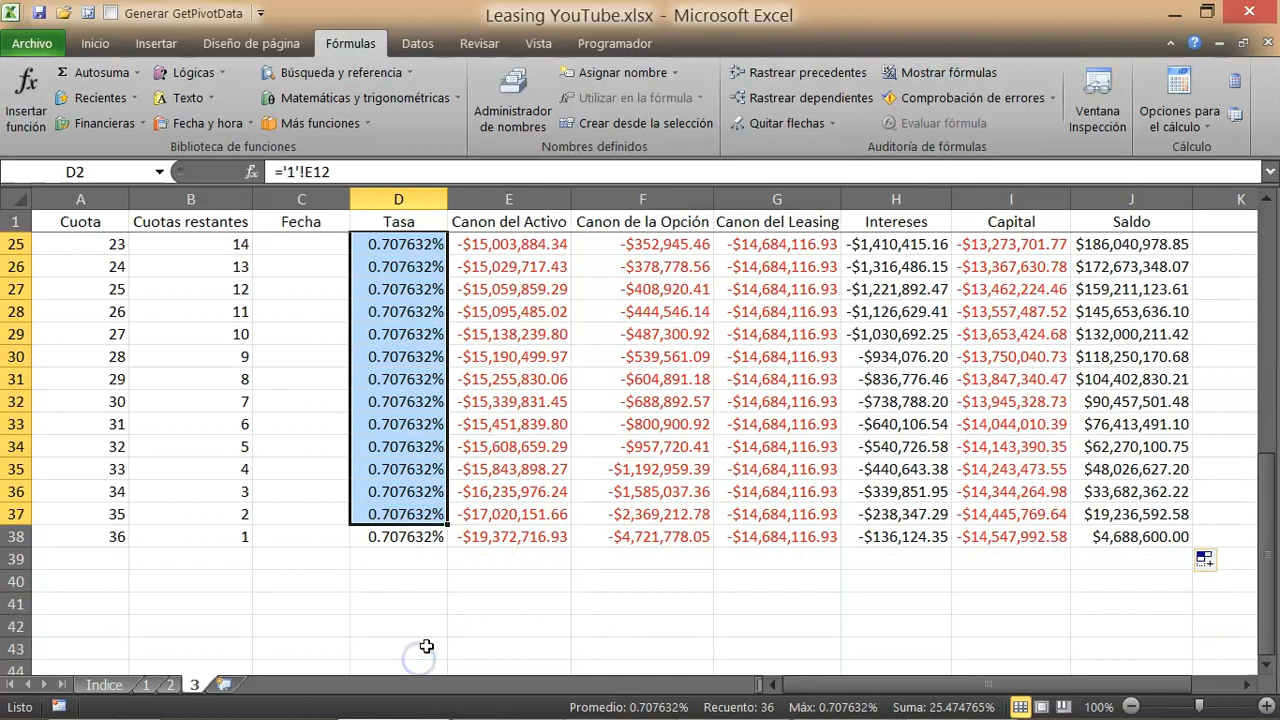 Generar GetPivotData
Leasing YouTube.xlsx - Microsoft Excel
Archivo Inicio Insertar Diseño de página Fórmulas Datos Revisar Vista Programador
Insertar función
Σ Autosuma Lógicas Búsqueda y referencia
Recientes Texto Matemáticas y trigonométricas
Financieras Fecha y hora Más funciones
Biblioteca de funciones
Administrador de nombres
Asignar nombre
Utilizar en la fórmula
Crear desde la selección
Nombres definidos
Rastrear precedentes Mostrar fórmulas
Rastrear dependientes Comprobación de errores
Quitar flechas Evaluar fórmula
Auditoría de fórmulas
Ventana Inspección
Opciones para el cálculo
Cálculo
D2 fx ='1'!E12
A B C D E F G H I J K
1 Cuota Cuotas restantes Fecha Tasa Canon del Activo Canon de la Opción Canon del Leasing Intereses Capital Saldo
25 23 14 0.707632% -$15,003,884.34 -$352,945.46 -$14,684,116.93 -$1,410,415.16 -$13,273,701.77 $186,040,978.85
26 24 13 0.707632% -$15,029,717.43 -$378,778.56 -$14,684,116.93 -$1,316,486.15 -$13,367,630.78 $172,673,348.07
27 25 12 0.707632% -$15,059,859.29 -$408,920.41 -$14,684,116.93 -$1,221,892.47 -$13,462,224.46 $159,211,123.61
28 26 11 0.707632% -$15,095,485.02 -$444,546.14 -$14,684,116.93 -$1,126,629.41 -$13,557,487.52 $145,653,636.10
29 27 10 0.707632% -$15,138,239.80 -$487,300.92 -$14,684,116.93 -$1,030,692.25 -$13,653,424.68 $132,000,211.42
30 28 9 0.707632% -$15,190,499.97 -$539,561.09 -$14,684,116.93 -$934,076.20 -$13,750,040.73 $118,250,170.68
31 29 8 0.707632% -$15,255,830.06 -$604,891.18 -$14,684,116.93 -$836,776.46 -$13,847,340.47 $104,402,830.21
32 30 7 0.707632% -$15,339,831.45 -$688,892.57 -$14,684,116.93 -$738,788.20 -$13,945,328.73 $90,457,501.48
33 31 6 0.707632% -$15,451,839.80 -$800,900.92 -$14,684,116.93 -$640,106.54 -$14,044,010.39 $76,413,491.10
34 32 5 0.707632% -$15,608,659.29 -$957,720.41 -$14,684,116.93 -$540,726.58 -$14,143,390.35 $62,270,100.75
35 33 4 0.707632% -$15,843,898.27 -$1,192,959.39 -$14,684,116.93 -$440,643.38 -$14,243,473.55 $48,026,627.20
36 34 3 0.707632% -$16,235,976.24 -$1,585,037.36 -$14,684,116.93 -$339,851.95 -$14,344,264.98 $33,682,362.22
37 35 2 0.707632% -$17,020,151.66 -$2,369,212.78 -$14,684,116.93 -$238,347.29 -$14,445,769.64 $19,236,592.58
38 36 1 0.707632% -$19,372,716.93 -$4,721,778.05 -$14,684,116.93 -$136,124.35 -$14,547,992.58 $4,688,600.00
39
40
41
42
43
44
Indice 1 2 3
Listo Promedio: 0.707632% Recuento: 36 Máx: 0.707632% Suma: 25.474765% 100%